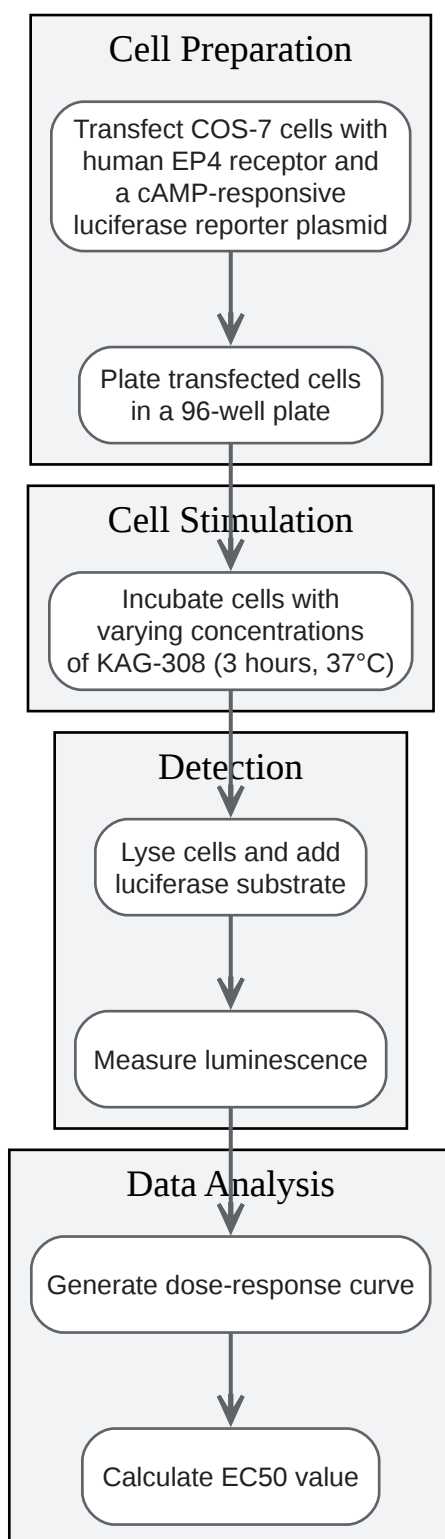 Cell Preparation
Transfect COS-7 cells with
human EP4 receptor and
a cAMP-responsive
luciferase reporter plasmid
Plate transfected cells
in a 96-well plate
Cell Stimulation
Incubate cells with
varying concentrations
of KAG-308 (3 hours, 37°C)
Detection
Lyse cells and add
luciferase substrate
Measure luminescence
Data Analysis
Generate dose-response curve
Calculate EC50 value